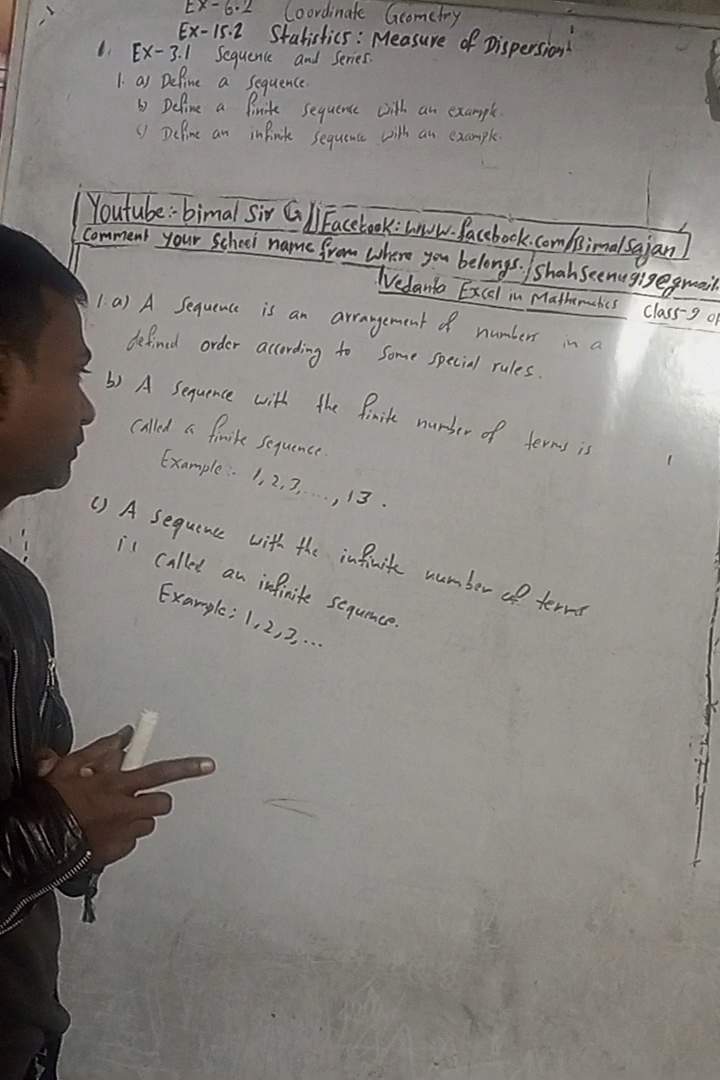 Ex-6.2 Coordinate Geometry
Ex-15.2 Statistics: Measure of Dispersion
1. Ex-3.1 Sequence and series.
1. a) Define a sequence.
b) Define a finite sequence with an example.
c) Define an infinite sequence with an example.
Youtube:- bimal Sir G || Facebook: www.facebook.com/Bimalsajan
Comment your School name from where you belongs. / Shahseenu9i9@gmail.
Vedanta Excel in Mathematics Class-9 of
1. a) A sequence is an arrangement of numbers in a
defined order according to some special rules.
b) A sequence with the finite number of terms is
called a finite sequence.
Example:- 1, 2, 3, ...., 13.
c) A sequence with the infinite number of terms
is called an infinite sequence.
Example: 1, 2, 3, ...